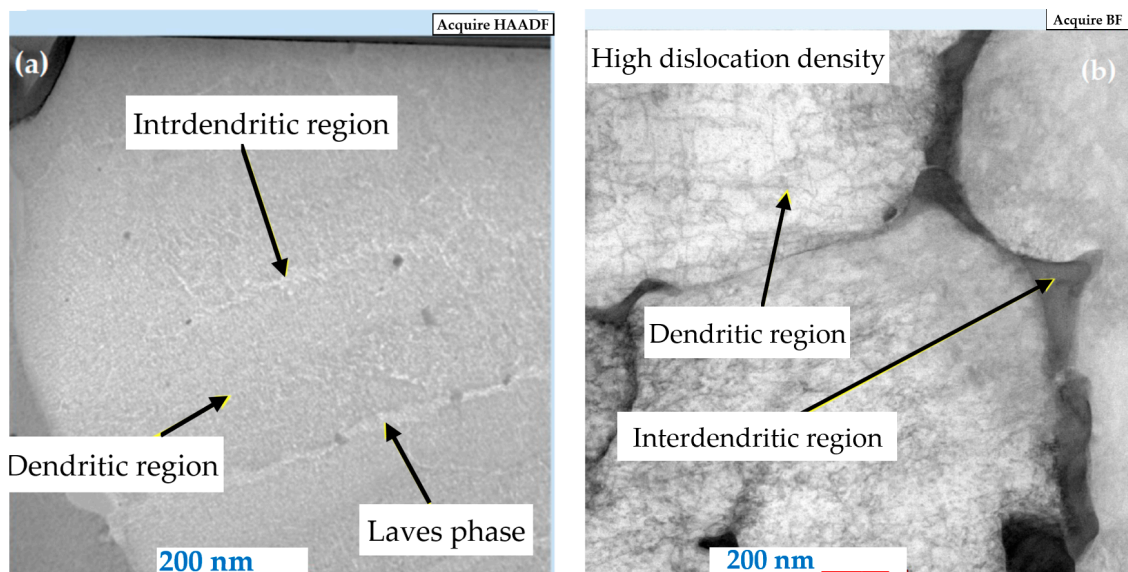 Acquire HAADF
(a)
Intrdendritic region
Dendritic region
Laves phase
200 nm
Acquire BF
High dislocation density
(b)
Dendritic region
Interdendritic region
200 nm